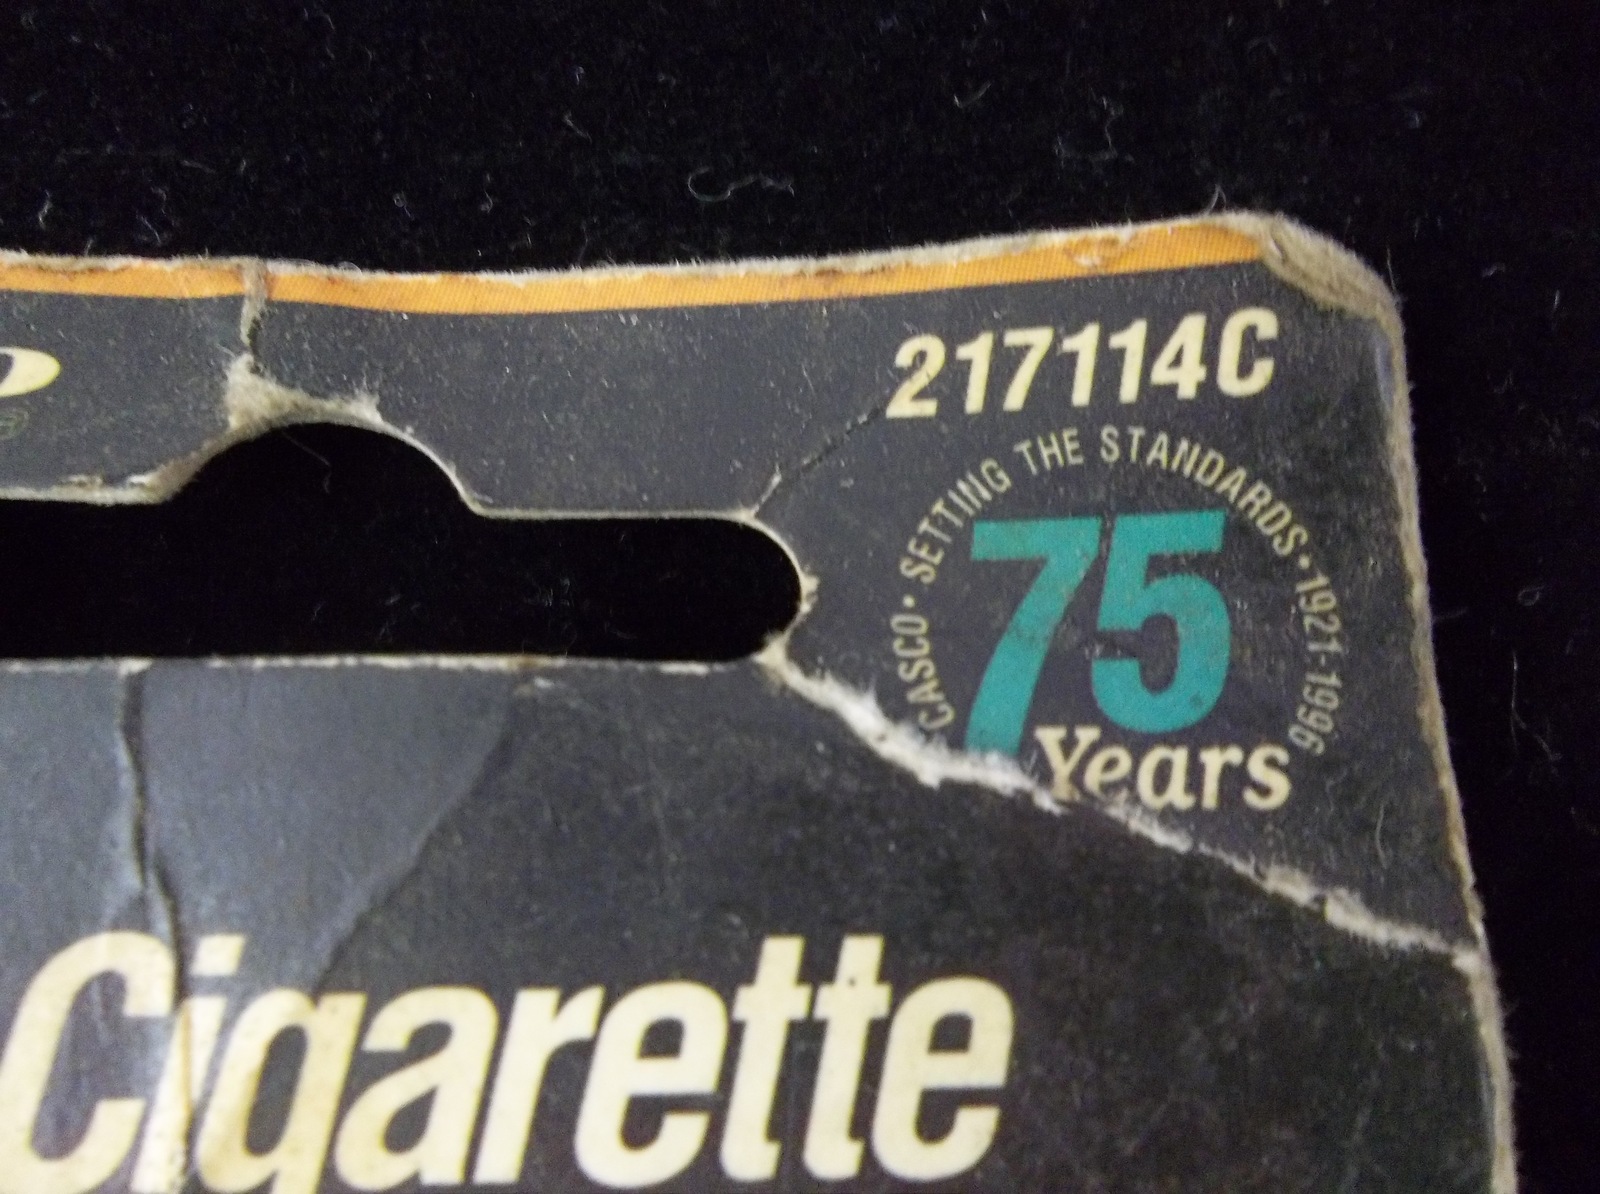 217114C
CASCO • SETTING THE STANDARDS • 1921-1996
75
Years
Cigarette